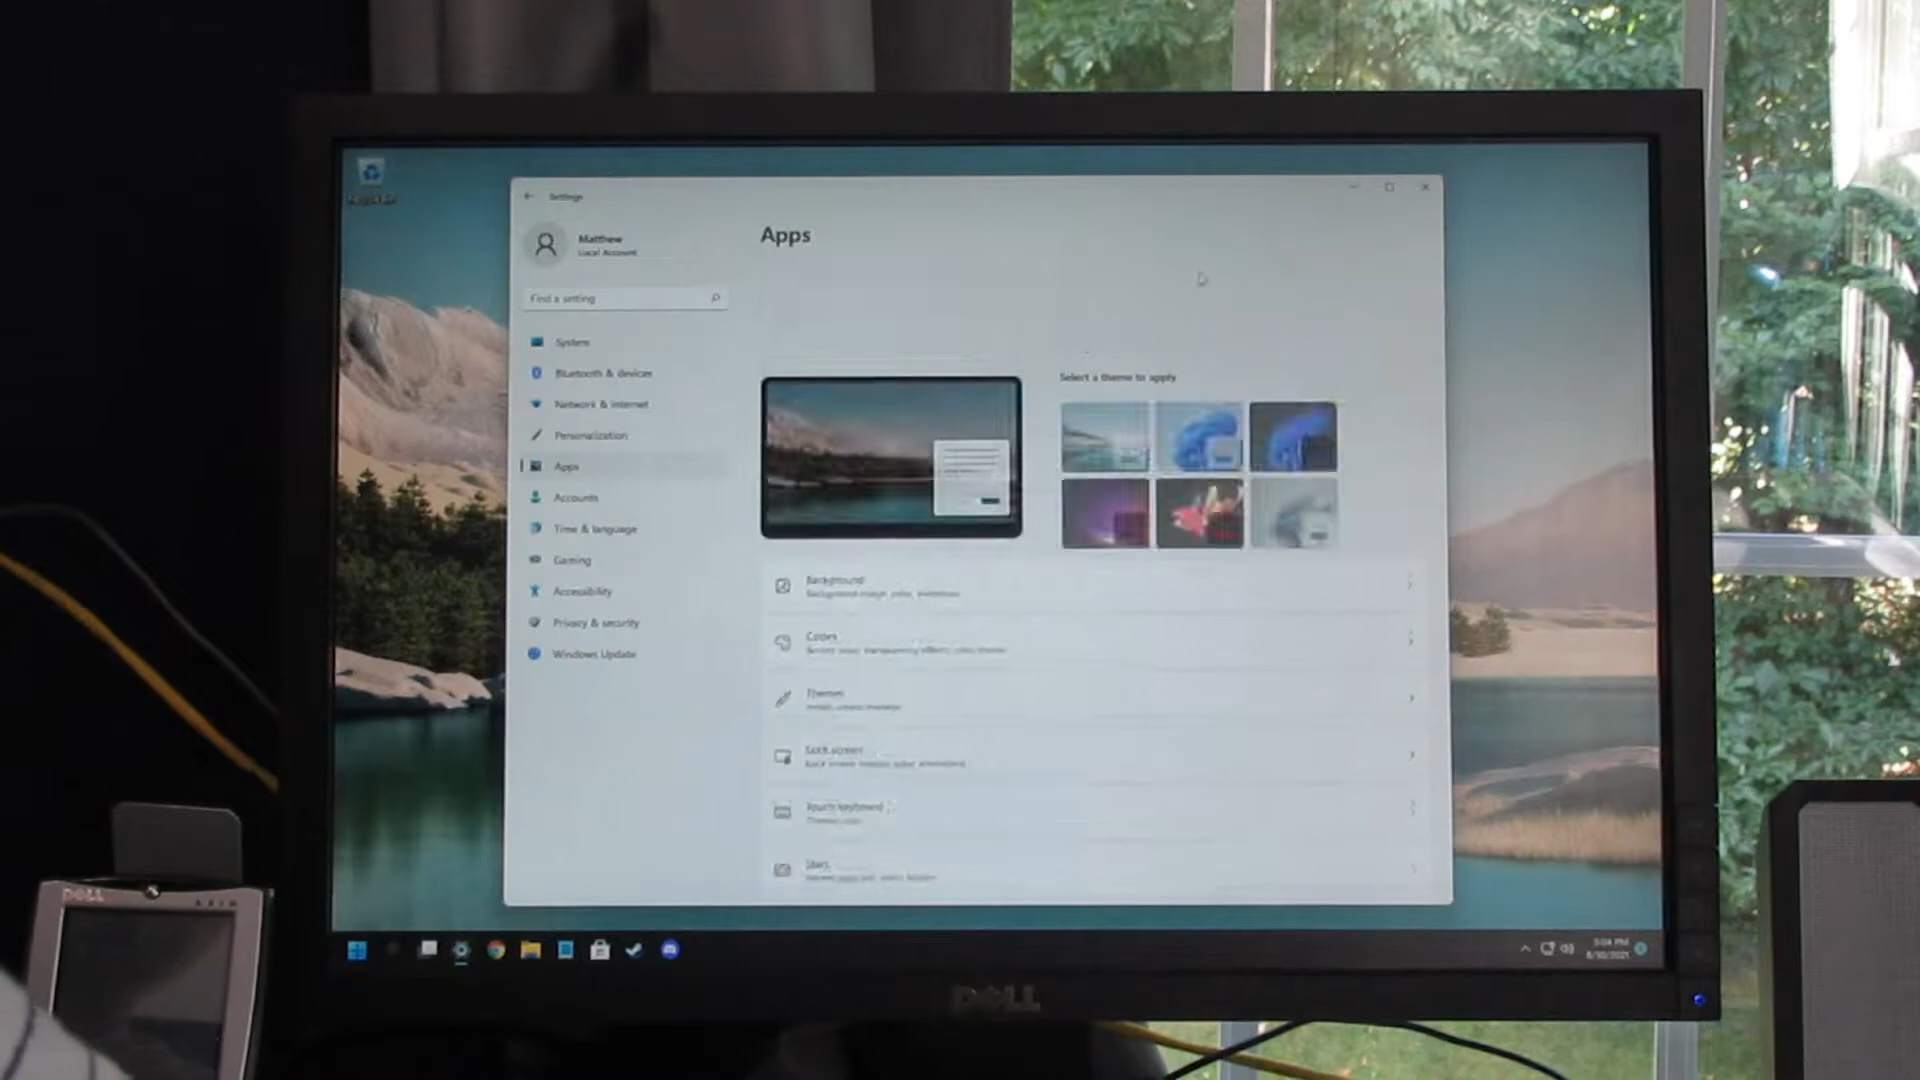 Settings
Matthew
Local Account
Find a setting
System
Bluetooth & devices
Network & internet
Personalization
Apps
Accounts
Time & language
Gaming
Accessibility
Privacy & security
Windows Update
Apps
Select a theme to apply
Background
Themes
Lock screen
Touch keyboard
DELL
DELL